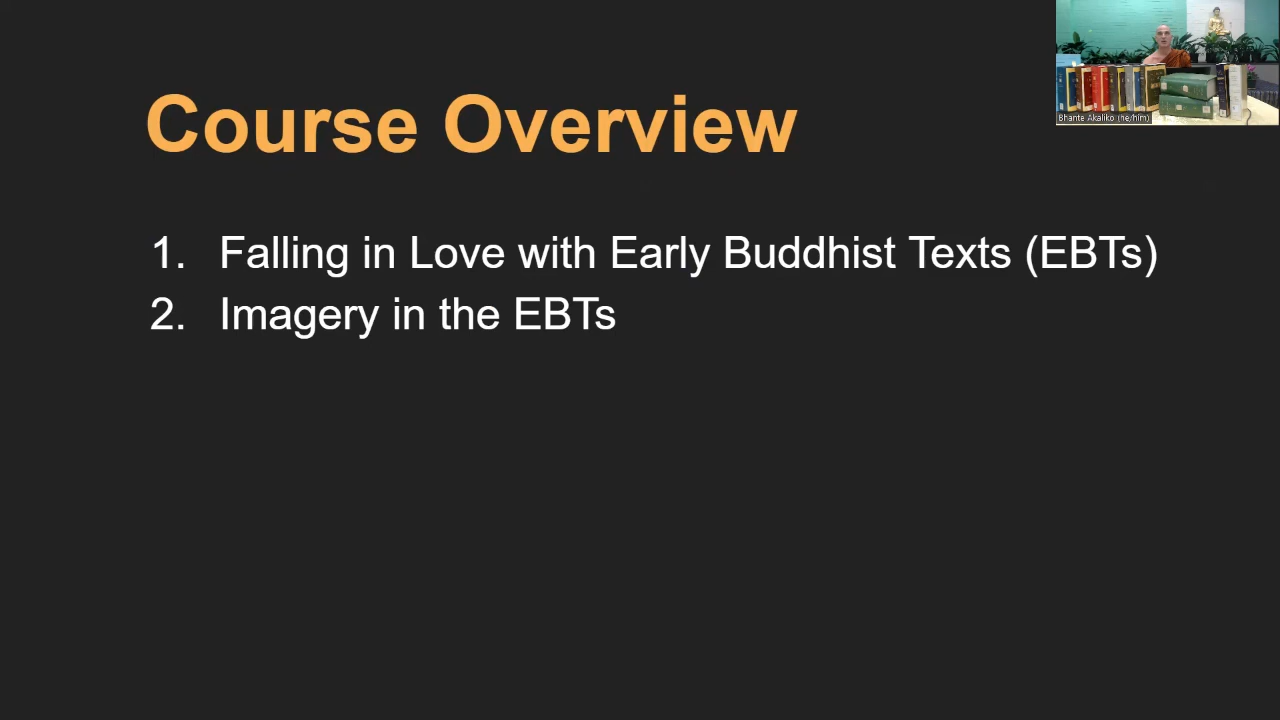 Course Overview
1. Falling in Love with Early Buddhist Texts (EBTs)
2. Imagery in the EBTs
Bhante Akaliko (he/him)